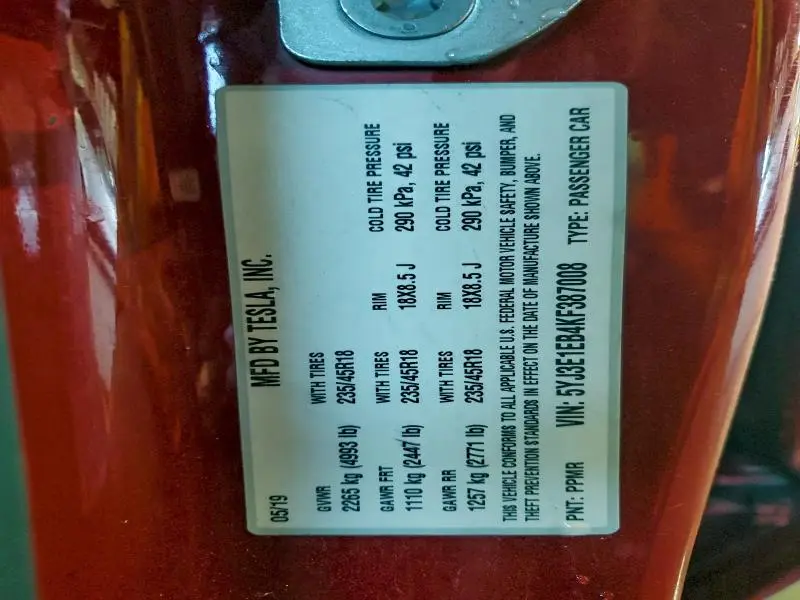 MFD BY TESLA, INC.
05/19
GVWR WITH TIRES
2265 kg (4993 lb) 235/45R18
GAWR FRT WITH TIRES RIM COLD TIRE PRESSURE
1110 kg (2447 lb) 235/45R18 18X8.5 J 290 kPa, 42 psi
GAWR RR WITH TIRES RIM COLD TIRE PRESSURE
1257 kg (2771 lb) 235/45R18 18X8.5 J 290 kPa, 42 psi
THIS VEHICLE CONFORMS TO ALL APPLICABLE U.S. FEDERAL MOTOR VEHICLE SAFETY, BUMPER, AND
THEFT PREVENTION STANDARDS IN EFFECT ON THE DATE OF MANUFACTURE SHOWN ABOVE.
PNT: PPMR VIN: 5YJ3E1EB4KF387008 TYPE: PASSENGER CAR